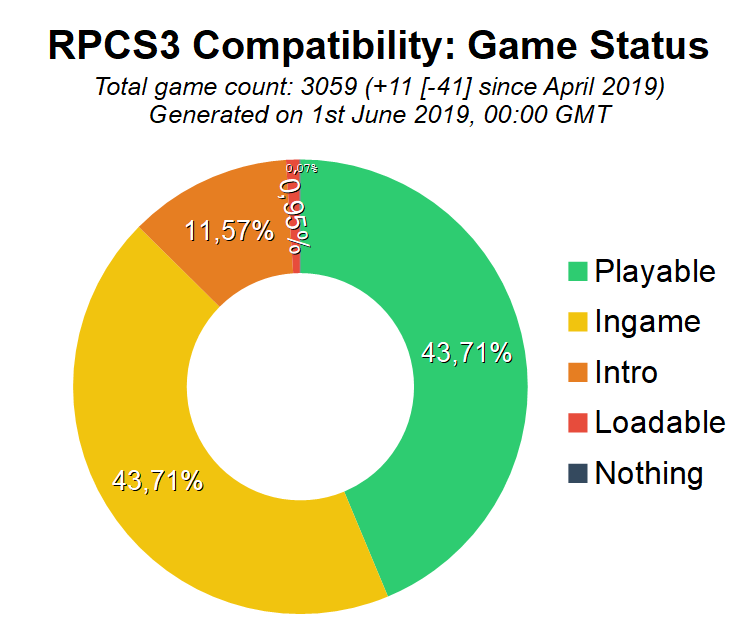 RPCS3 Compatibility: Game Status
Total game count: 3059 (+11 [-41] since April 2019)
Generated on 1st June 2019, 00:00 GMT
0,07%
0,95%
11,57%
43,71%
43,71%
Playable
Ingame
Intro
Loadable
Nothing